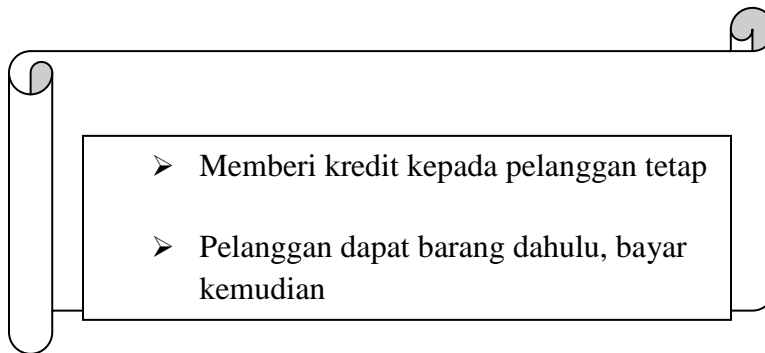 ➢ Memberi kredit kepada pelanggan tetap
➢ Pelanggan dapat barang dahulu, bayar
kemudian